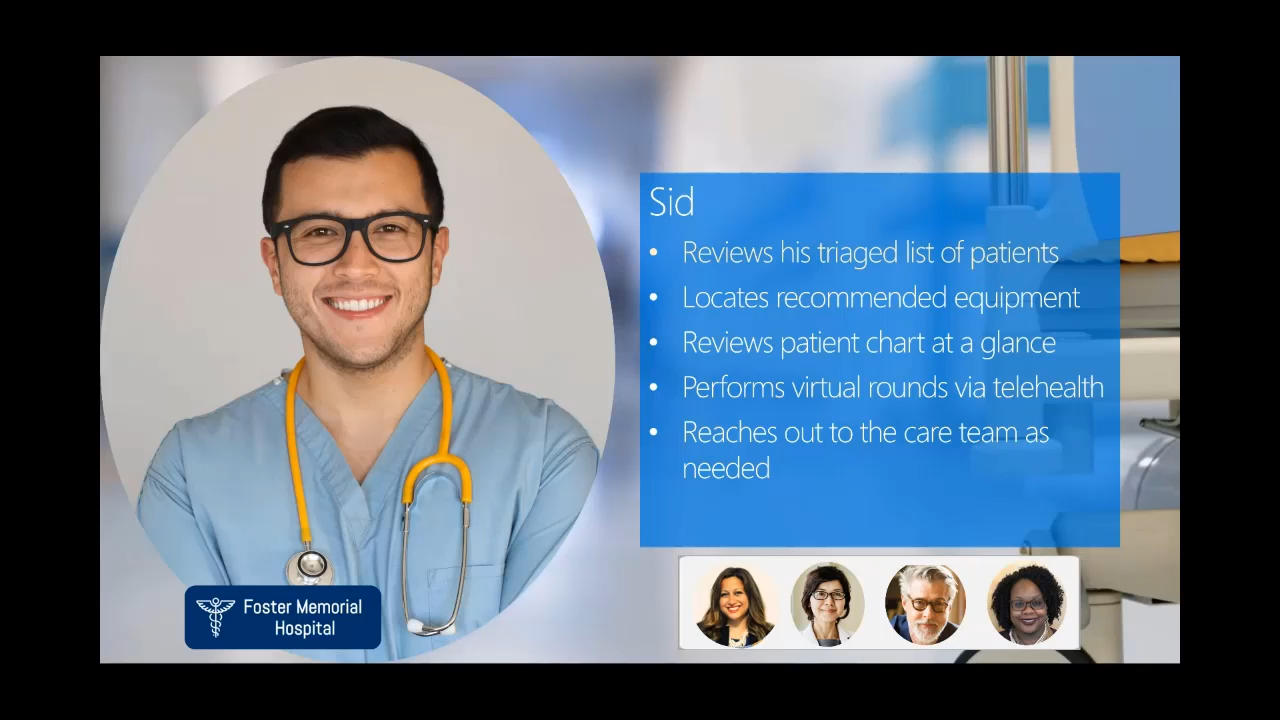 Sid
• Reviews his triaged list of patients
• Locates recommended equipment
• Reviews patient chart at a glance
• Performs virtual rounds via telehealth
• Reaches out to the care team as
needed
Foster Memorial
Hospital